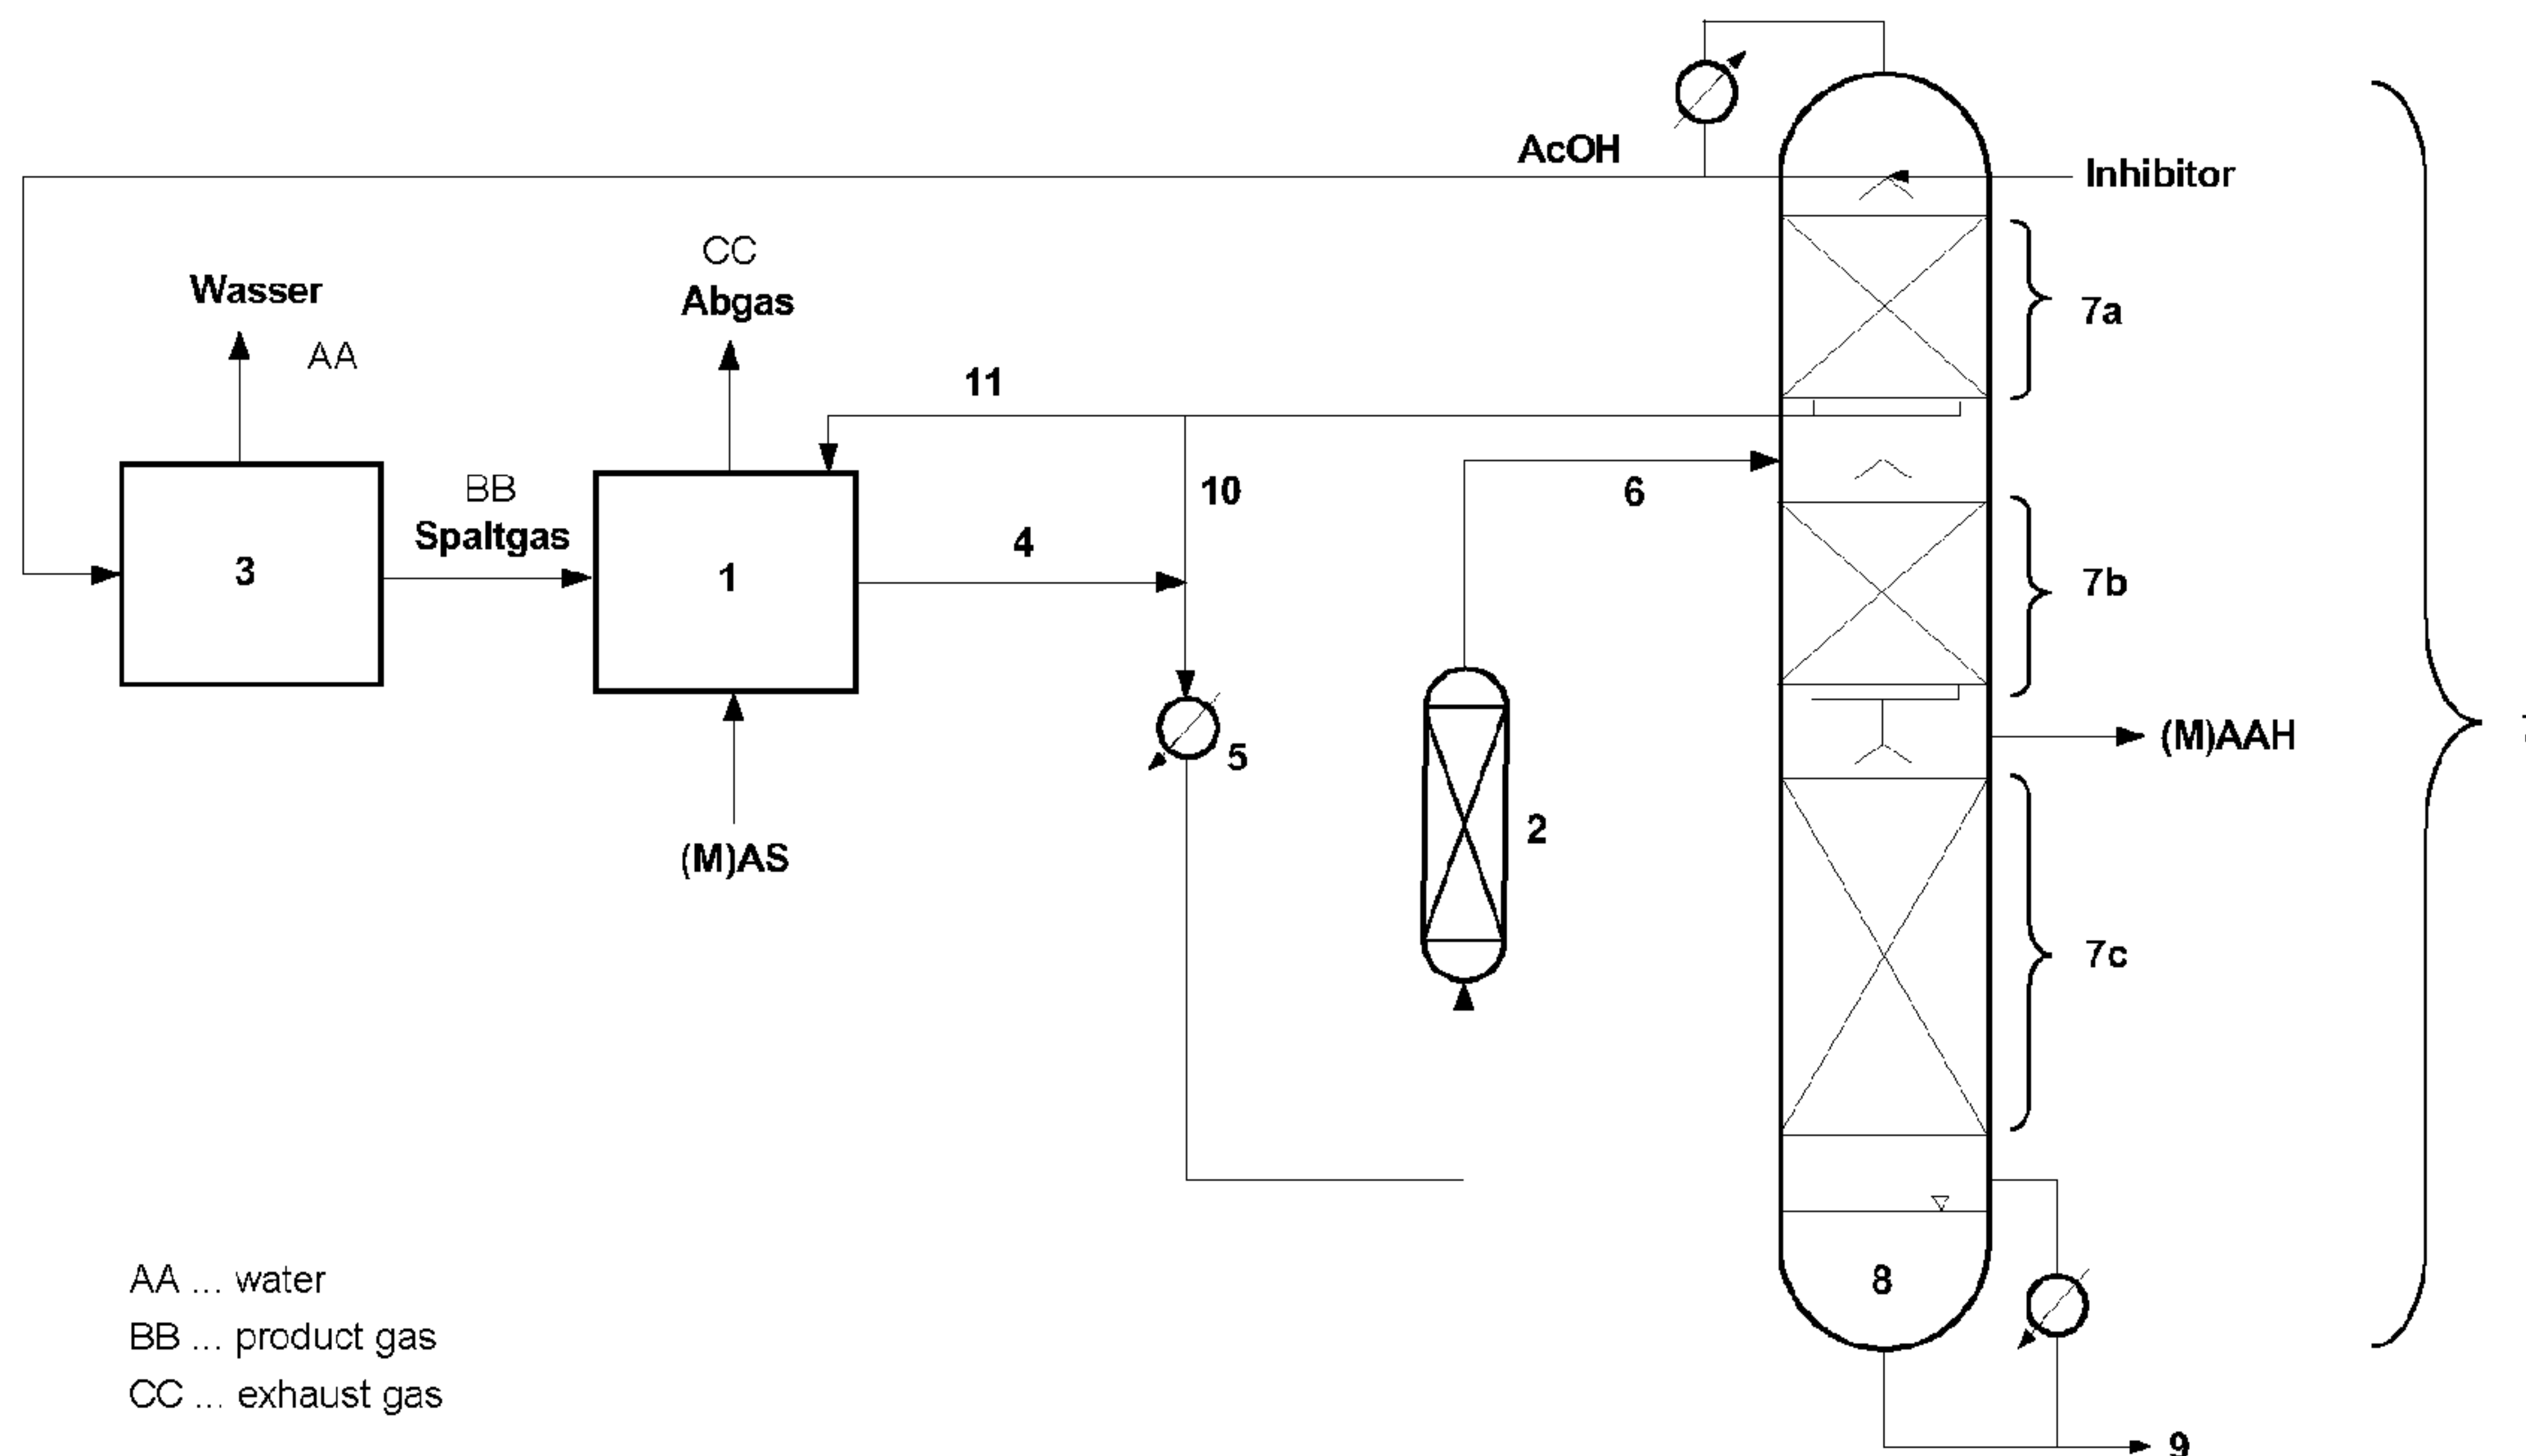 AcOH
Inhibitor
CC
Wasser
Abgas
7a
AA
11
BB
10
6
Spaltgas
4
7b
3
1
(M)AAH
5
2
(M)AS
7c
AA ... water
8
BB ... product gas
CC ... exhaust gas
9